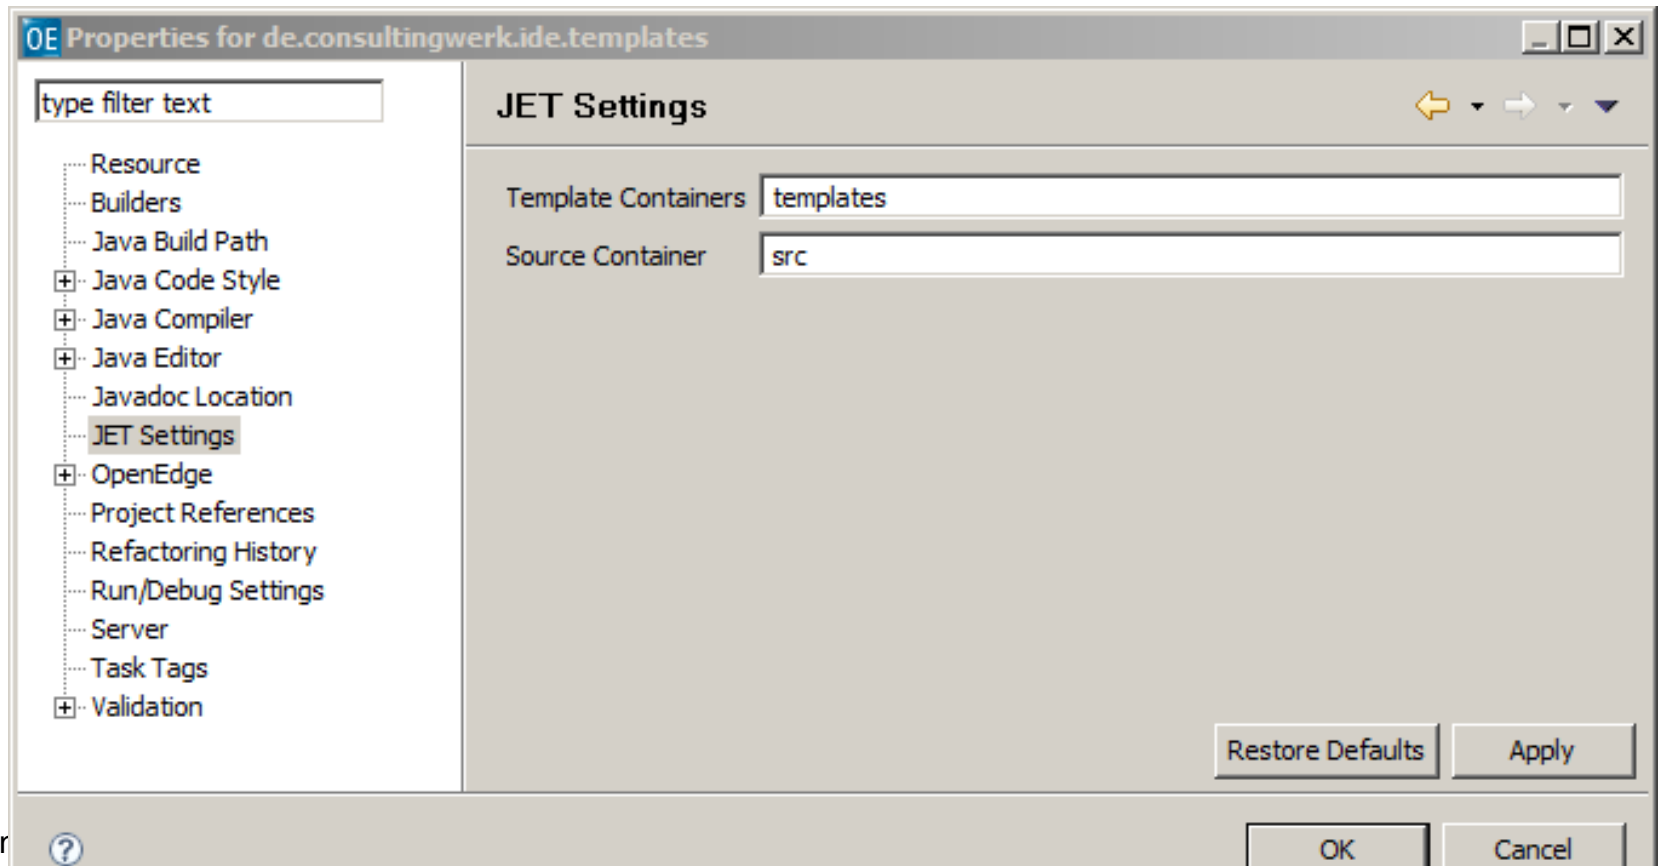 OE Properties for de.consultingwerk.ide.templates
type filter text
JET Settings
Resource
Builders
Java Build Path
Java Code Style
Java Compiler
Java Editor
Javadoc Location
JET Settings
OpenEdge
Project References
Refactoring History
Run/Debug Settings
Server
Task Tags
Validation
Template Containers templates
Source Container src
Restore Defaults Apply
OK Cancel